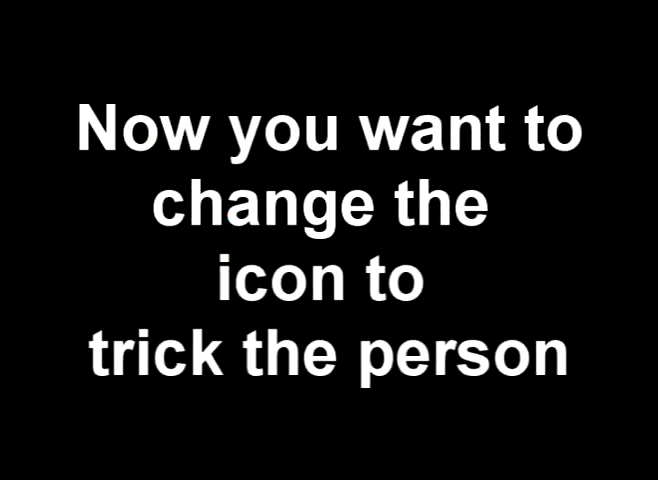 Now you want to
change the
icon to
trick the person